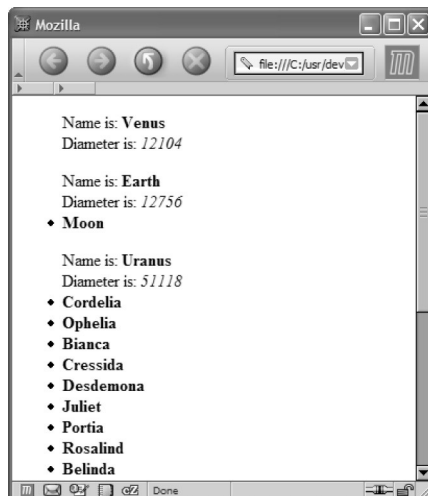 Mozilla
file:///C:/usr/dev
Name is: Venus
Diameter is: 12104
Name is: Earth
Diameter is: 12756
Moon
Name is: Uranus
Diameter is: 51118
Cordelia
Ophelia
Bianca
Cressida
Desdemona
Juliet
Portia
Rosalind
Belinda
Done